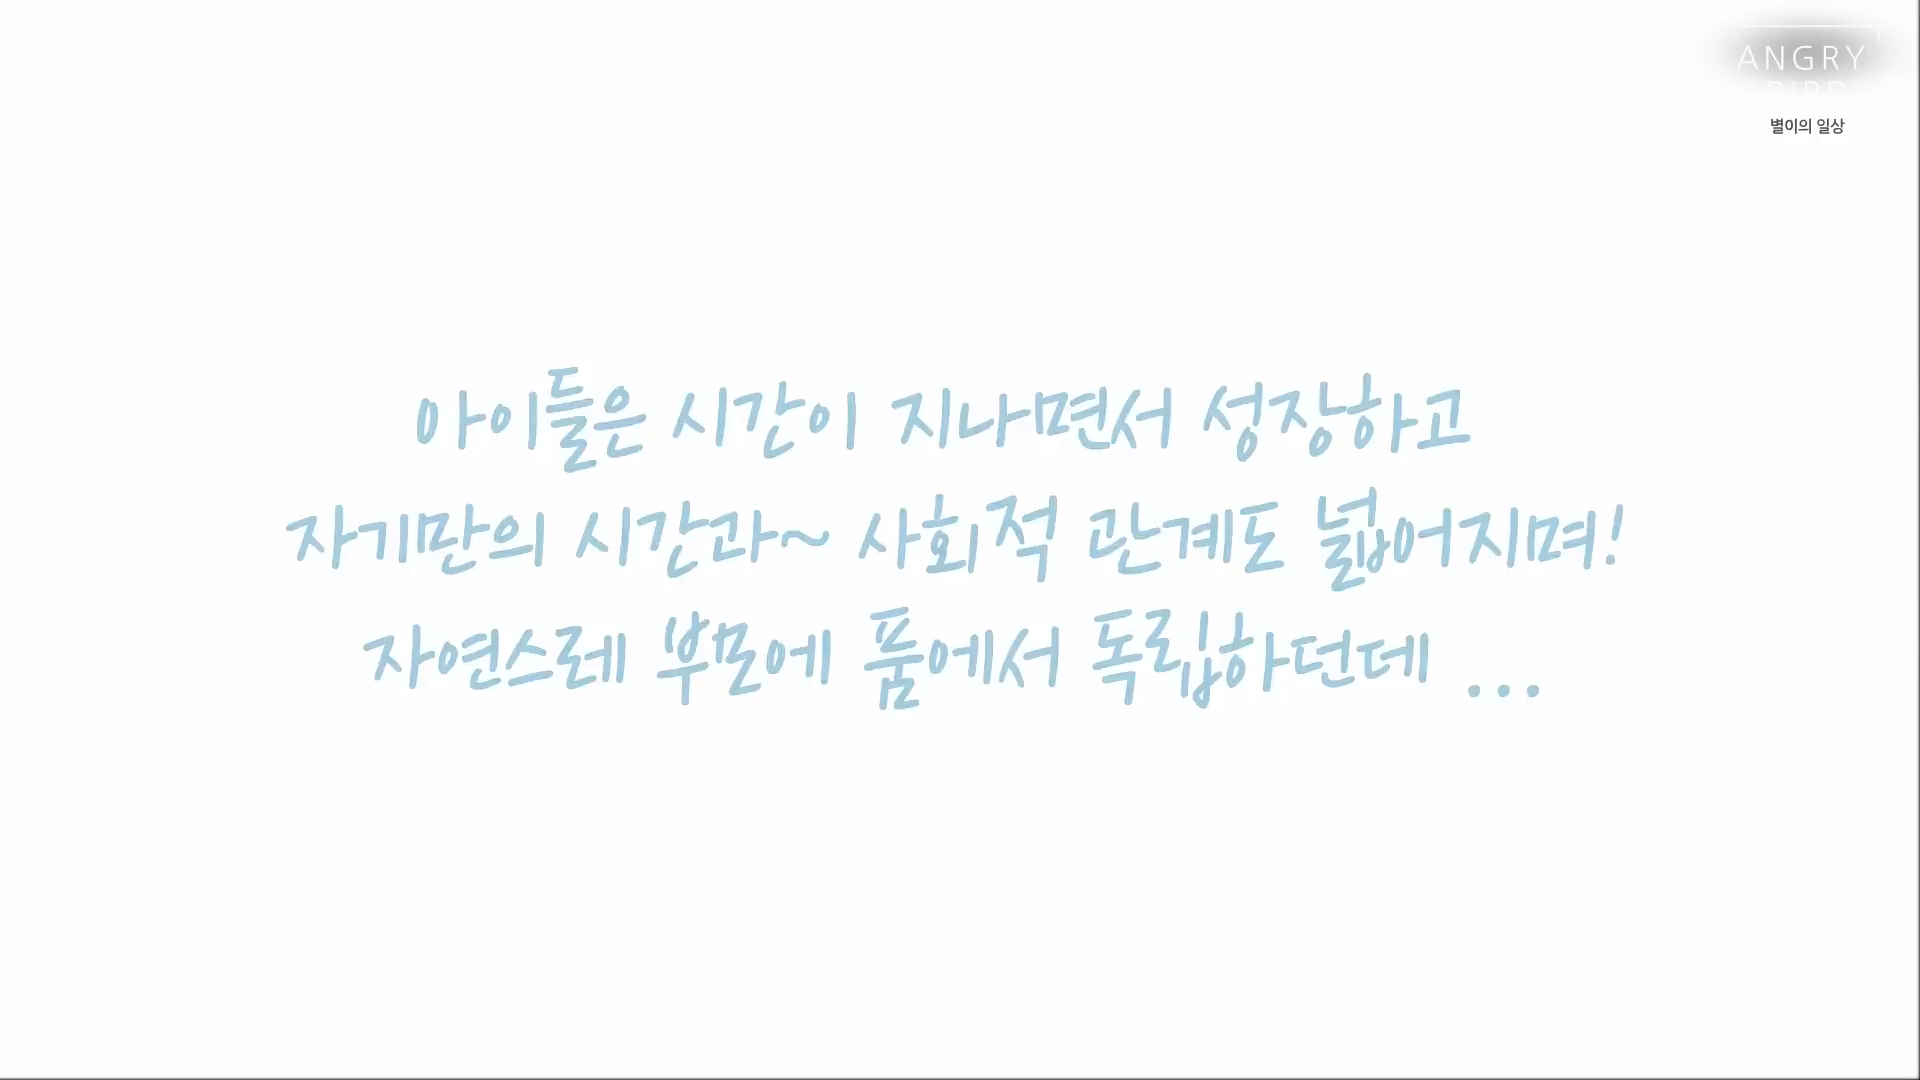 ANGRY
BIRD
별이의 일상
아이들은 시간이 지나면서 성장하고
자기만의 시간과~ 사회적 관계도 넓어지며!
자연스레 부모에 품에서 독립하던데 ...